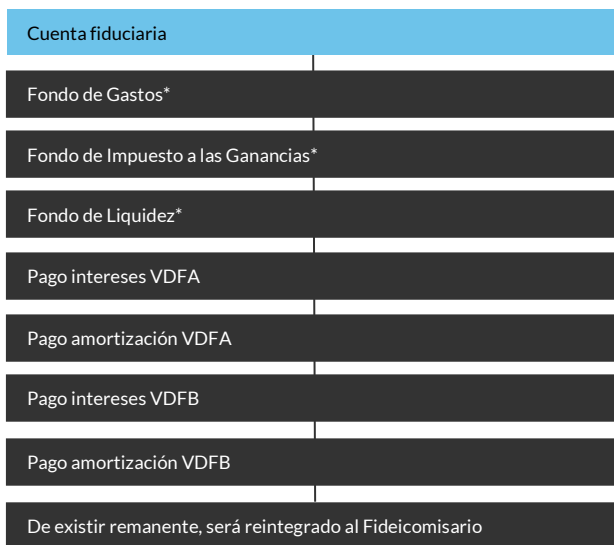 Cuenta fiduciaria
Fondo de Gastos*
Fondo de Impuesto a las Ganancias*
Fondo de Liquidez*
Pago intereses VDFA
Pago amortización VDFA
Pago intereses VDFB
Pago amortización VDFB
De existir remanente, será reintegrado al Fideicomisario